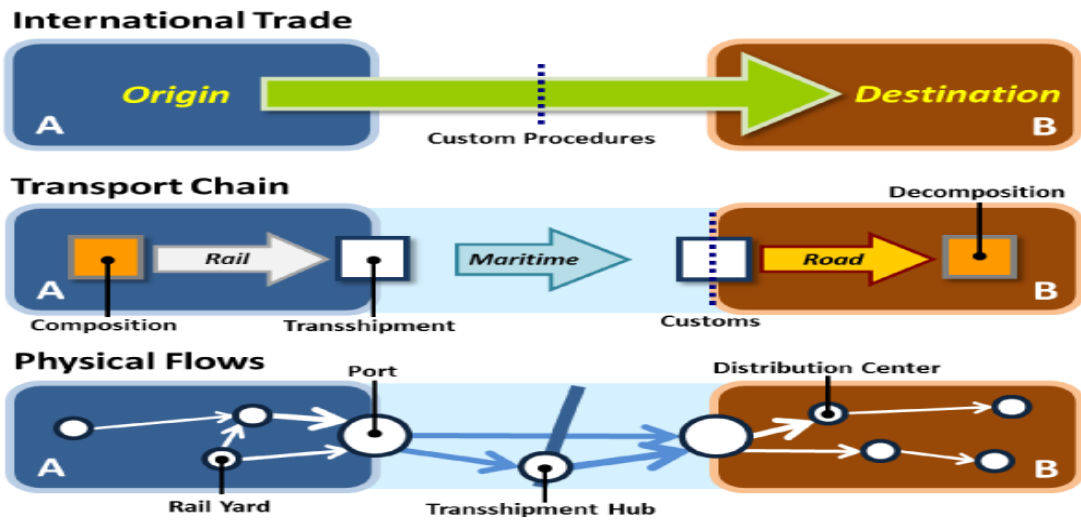 International Trade
Origin
Destination
A
Custom Procedures
B
Transport Chain
Decomposition
Rail
Maritime
Road
A
B
Composition
Transshipment
Customs
Physical Flows
Port
Distribution Center
A
B
Rail Yard
Transshipment Hub